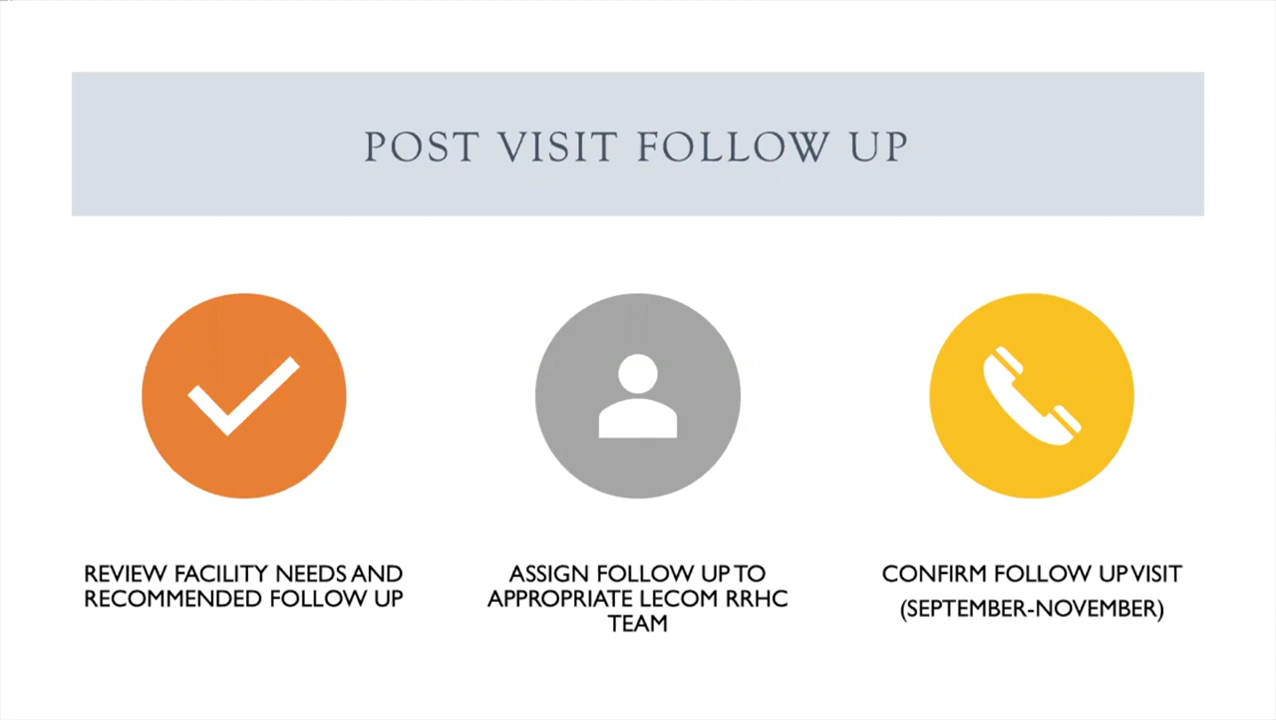 POST VISIT FOLLOW UP
REVIEW FACILITY NEEDS AND
RECOMMENDED FOLLOW UP
ASSIGN FOLLOW UP TO
APPROPRIATE LECOM RRHC
TEAM
CONFIRM FOLLOW UP VISIT
(SEPTEMBER-NOVEMBER)